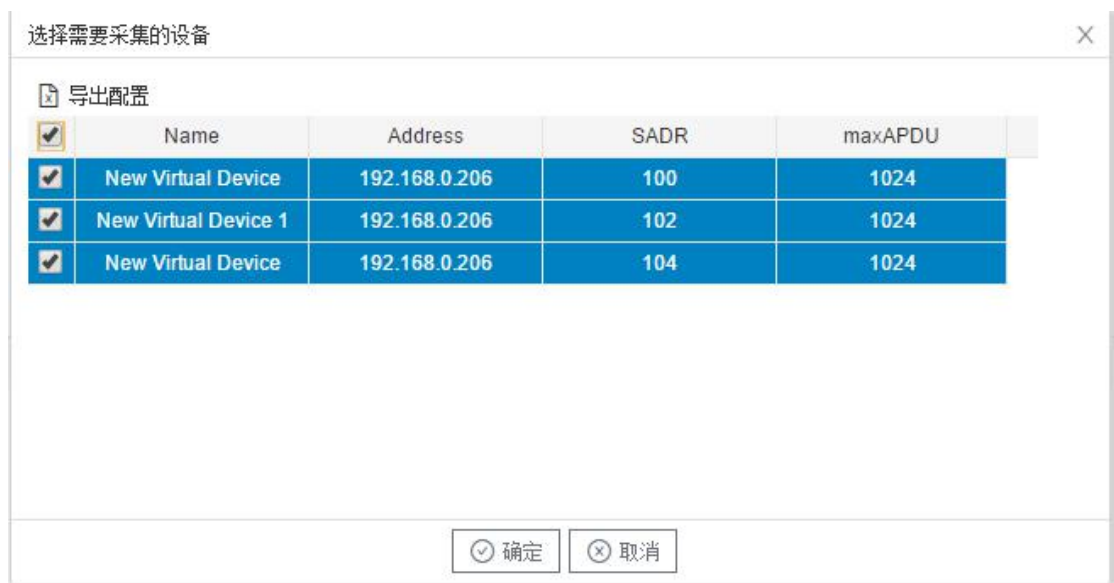 选择需要采集的设备
导出配置
Name Address SADR maxAPDU
New Virtual Device 192.168.0.206 100 1024
New Virtual Device 1 192.168.0.206 102 1024
New Virtual Device 192.168.0.206 104 1024
确定 取消